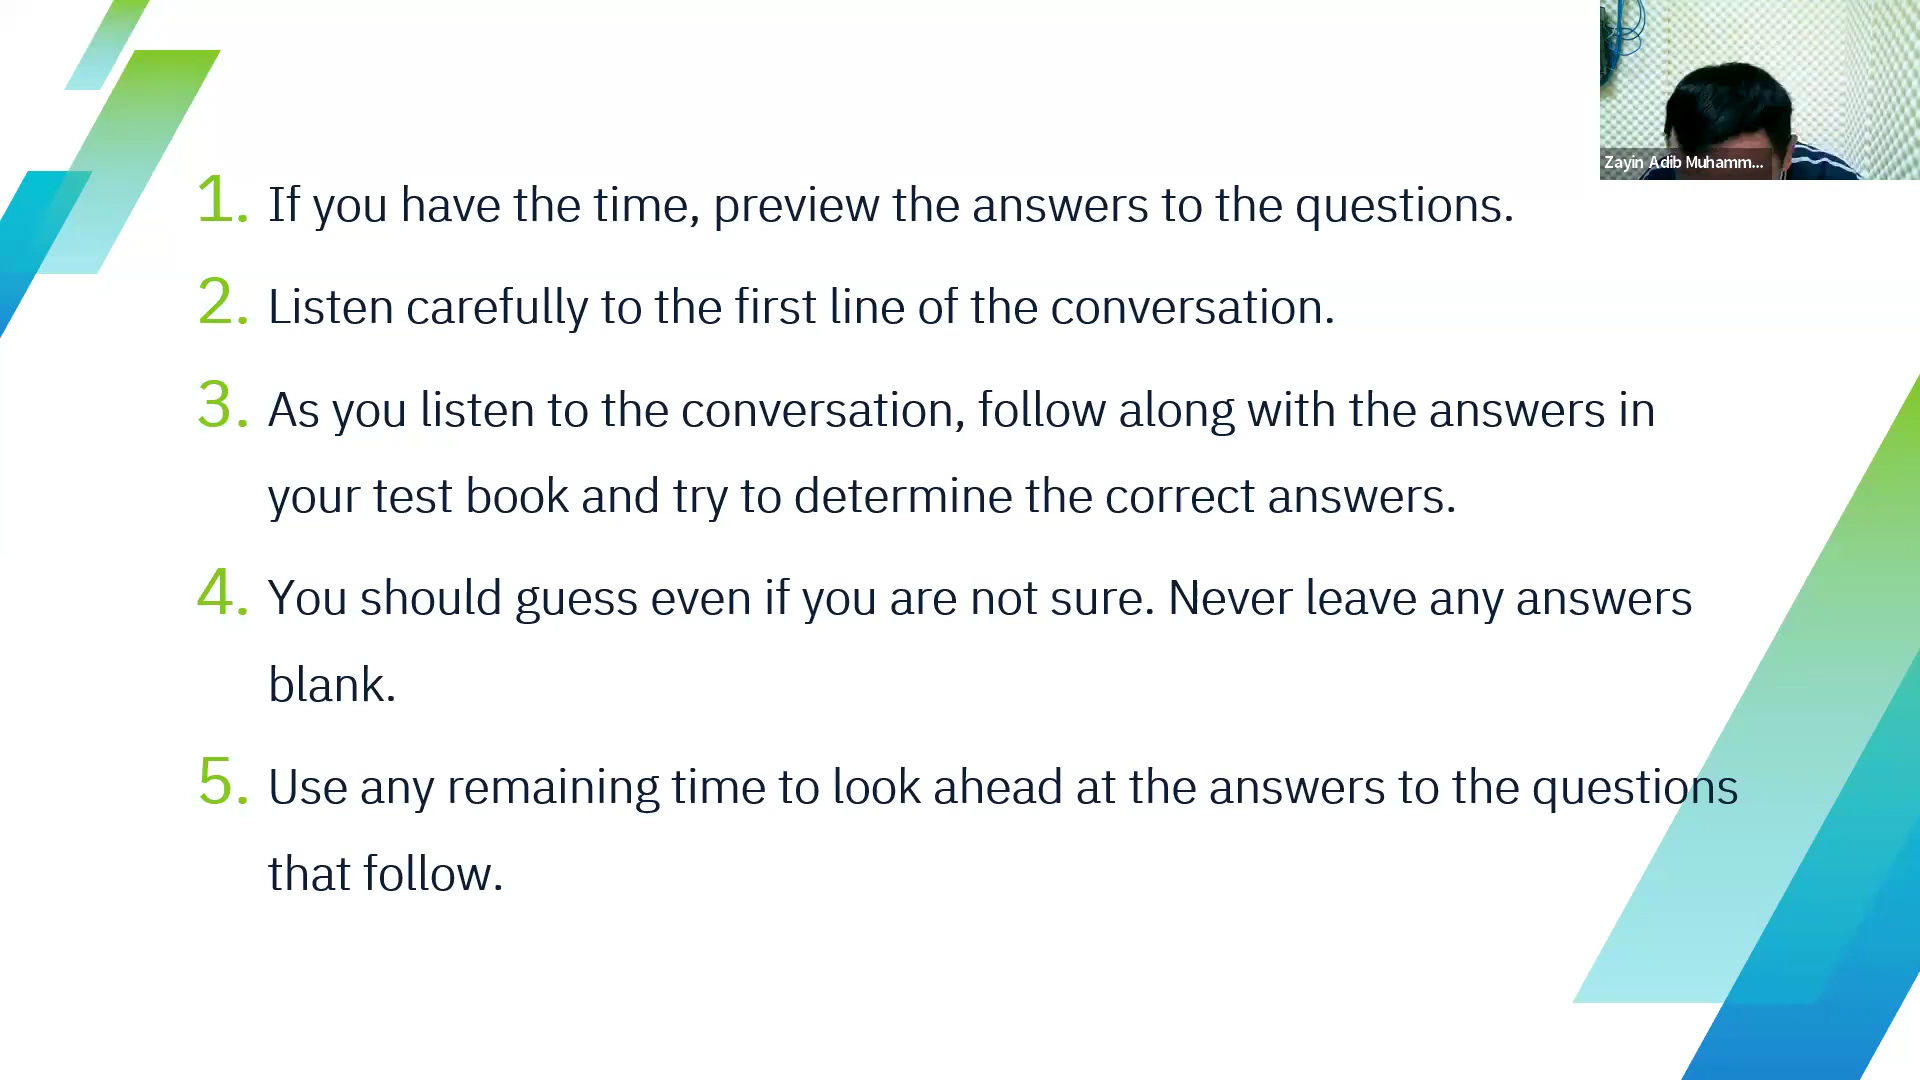 Zayin Adib Muhamm...
1. If you have the time, preview the answers to the questions.
2. Listen carefully to the first line of the conversation.
3. As you listen to the conversation, follow along with the answers in
your test book and try to determine the correct answers.
4. You should guess even if you are not sure. Never leave any answers
blank.
5. Use any remaining time to look ahead at the answers to the questions
that follow.